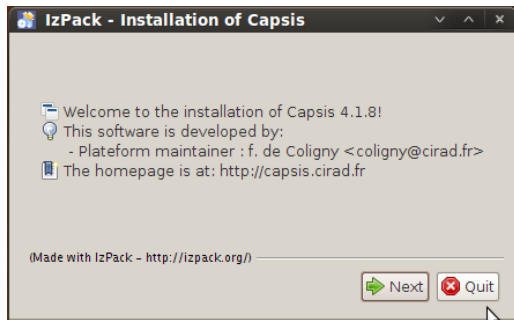 IzPack - Installation of Capsis
Welcome to the installation of Capsis 4.1.8!
This software is developed by:
- Plateform maintainer : f. de Coligny <coligny@cirad.fr>
The homepage is at: http://capsis.cirad.fr
(Made with IzPack - http://izpack.org/)
Next Quit